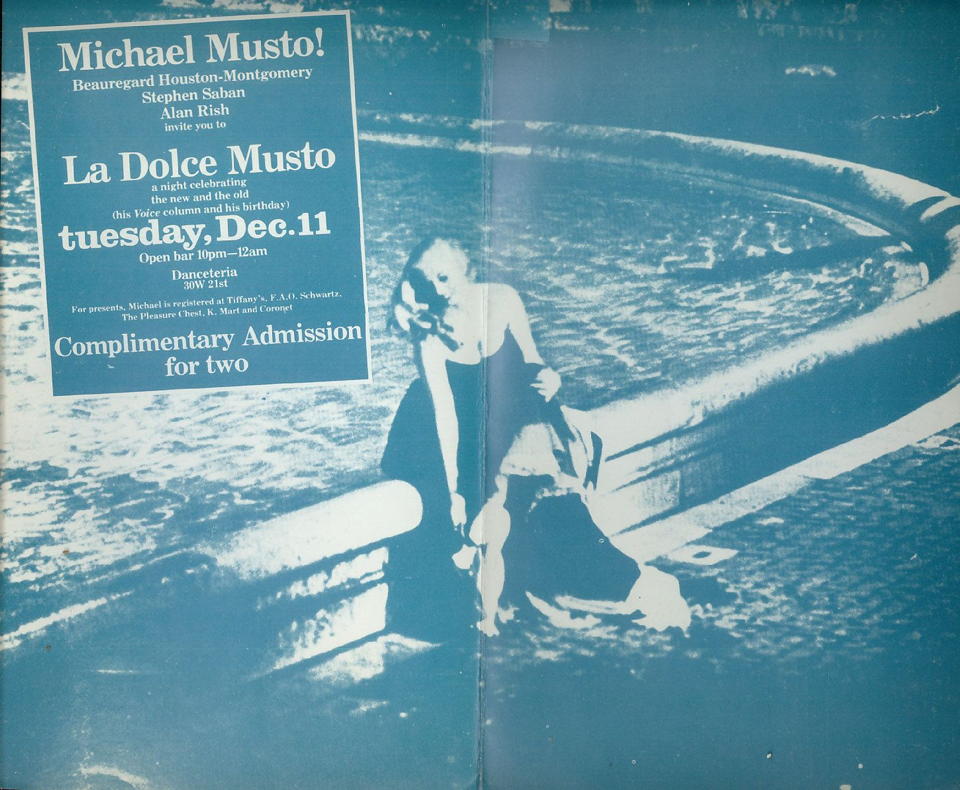 Michael Musto!
Beauregard Houston-Montgomery
Stephen Saban
Alan Rish
invite you to
La Dolce Musto
a night celebrating
the new and the old
(his Voice column and his birthday)
tuesday, Dec. 11
Open bar 10pm—12am
Danceteria
30W 21st
For presents, Michael is registered at Tiffany's, F.A.O. Schwartz,
The Pleasure Chest, K. Mart and Coronet
Complimentary Admission
for two